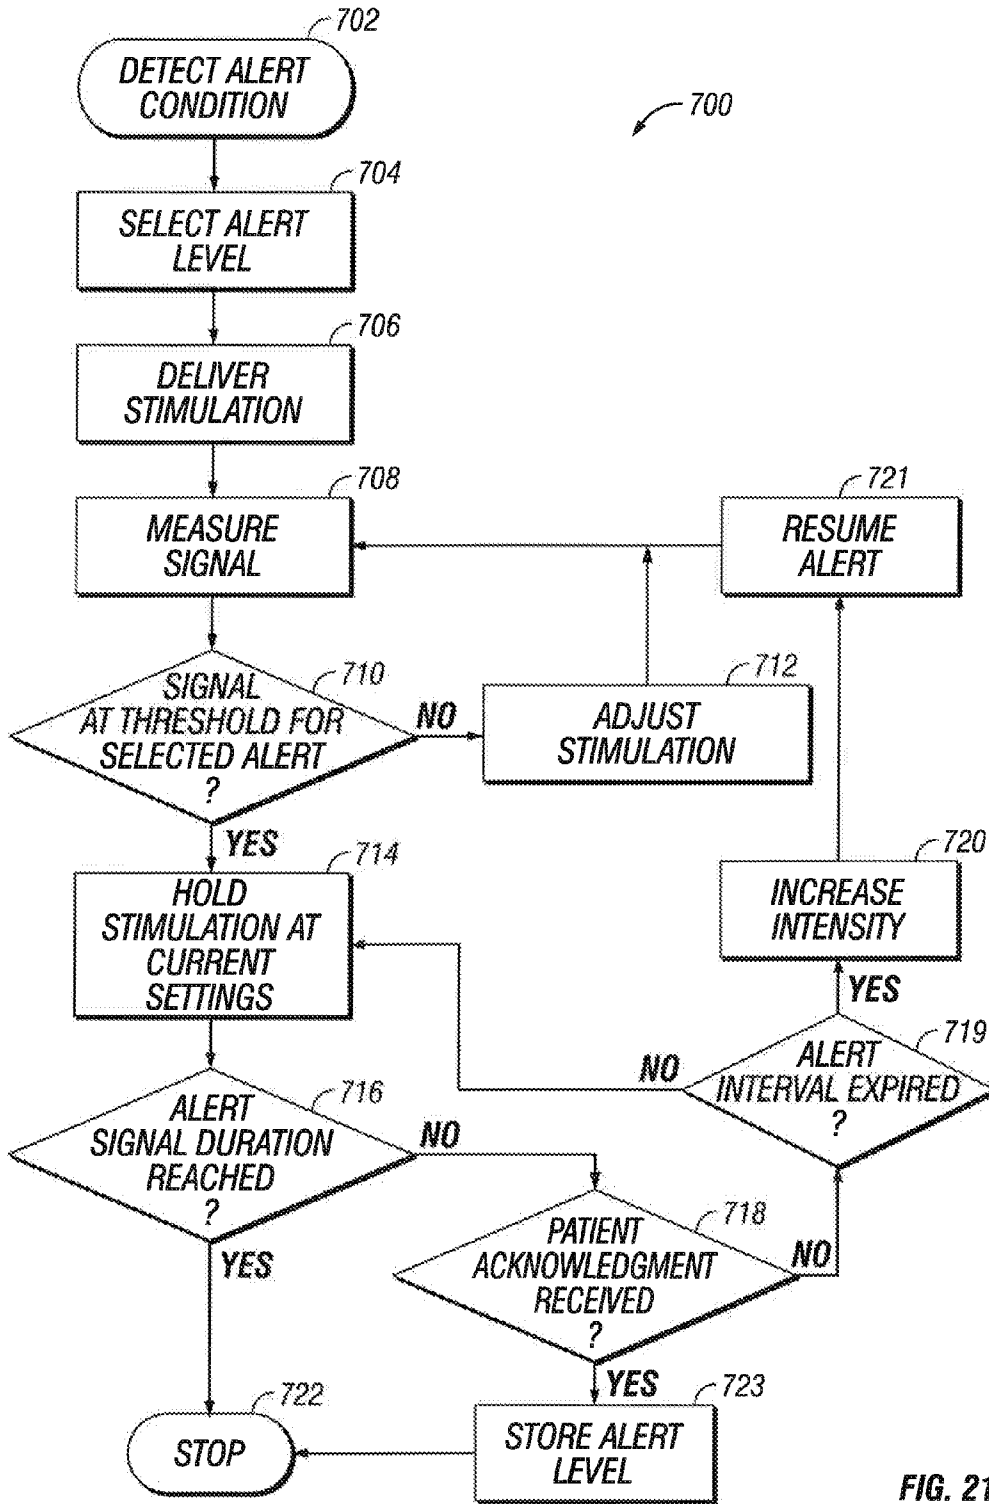 702
DETECT ALERT
CONDITION
700
704
SELECT ALERT
LEVEL
706
DELIVER
STIMULATION
708
MEASURE
SIGNAL
721
RESUME
ALERT
710
SIGNAL
AT THRESHOLD FOR
SELECTED ALERT
?
NO
712
ADJUST
STIMULATION
YES
714
HOLD
STIMULATION AT
CURRENT
SETTINGS
720
INCREASE
INTENSITY
YES
719
ALERT
INTERVAL EXPIRED
?
NO
716
ALERT
SIGNAL DURATION
REACHED
?
NO
718
PATIENT
ACKNOWLEDGMENT
RECEIVED
?
NO
YES
YES
722
STOP
723
STORE ALERT
LEVEL
FIG. 21